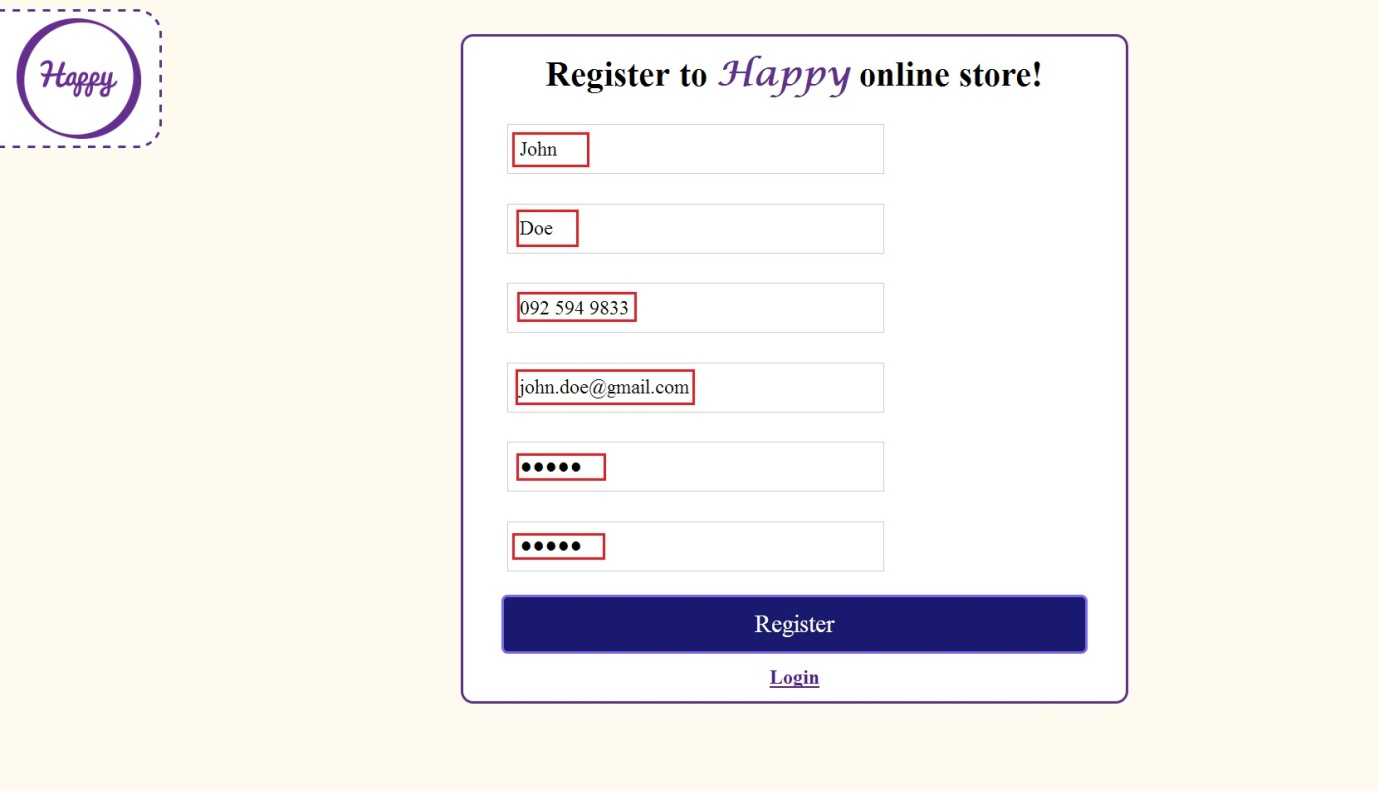 Happy
Register to Happy online store!
John
Doe
092 594 9833
john.doe@gmail.com
●●●●●
●●●●●
Register
Login